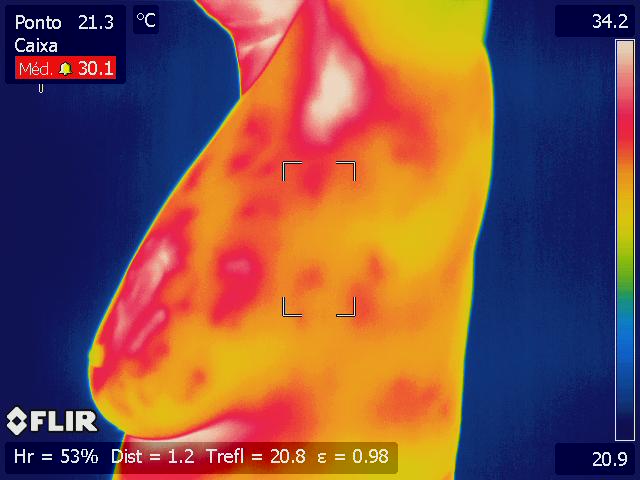 Ponto 21.3 °C
Caixa
Méd. 30.1
34.2
FLIR
Hr = 53% Dist = 1.2 Trefl = 20.8 ε = 0.98
20.9